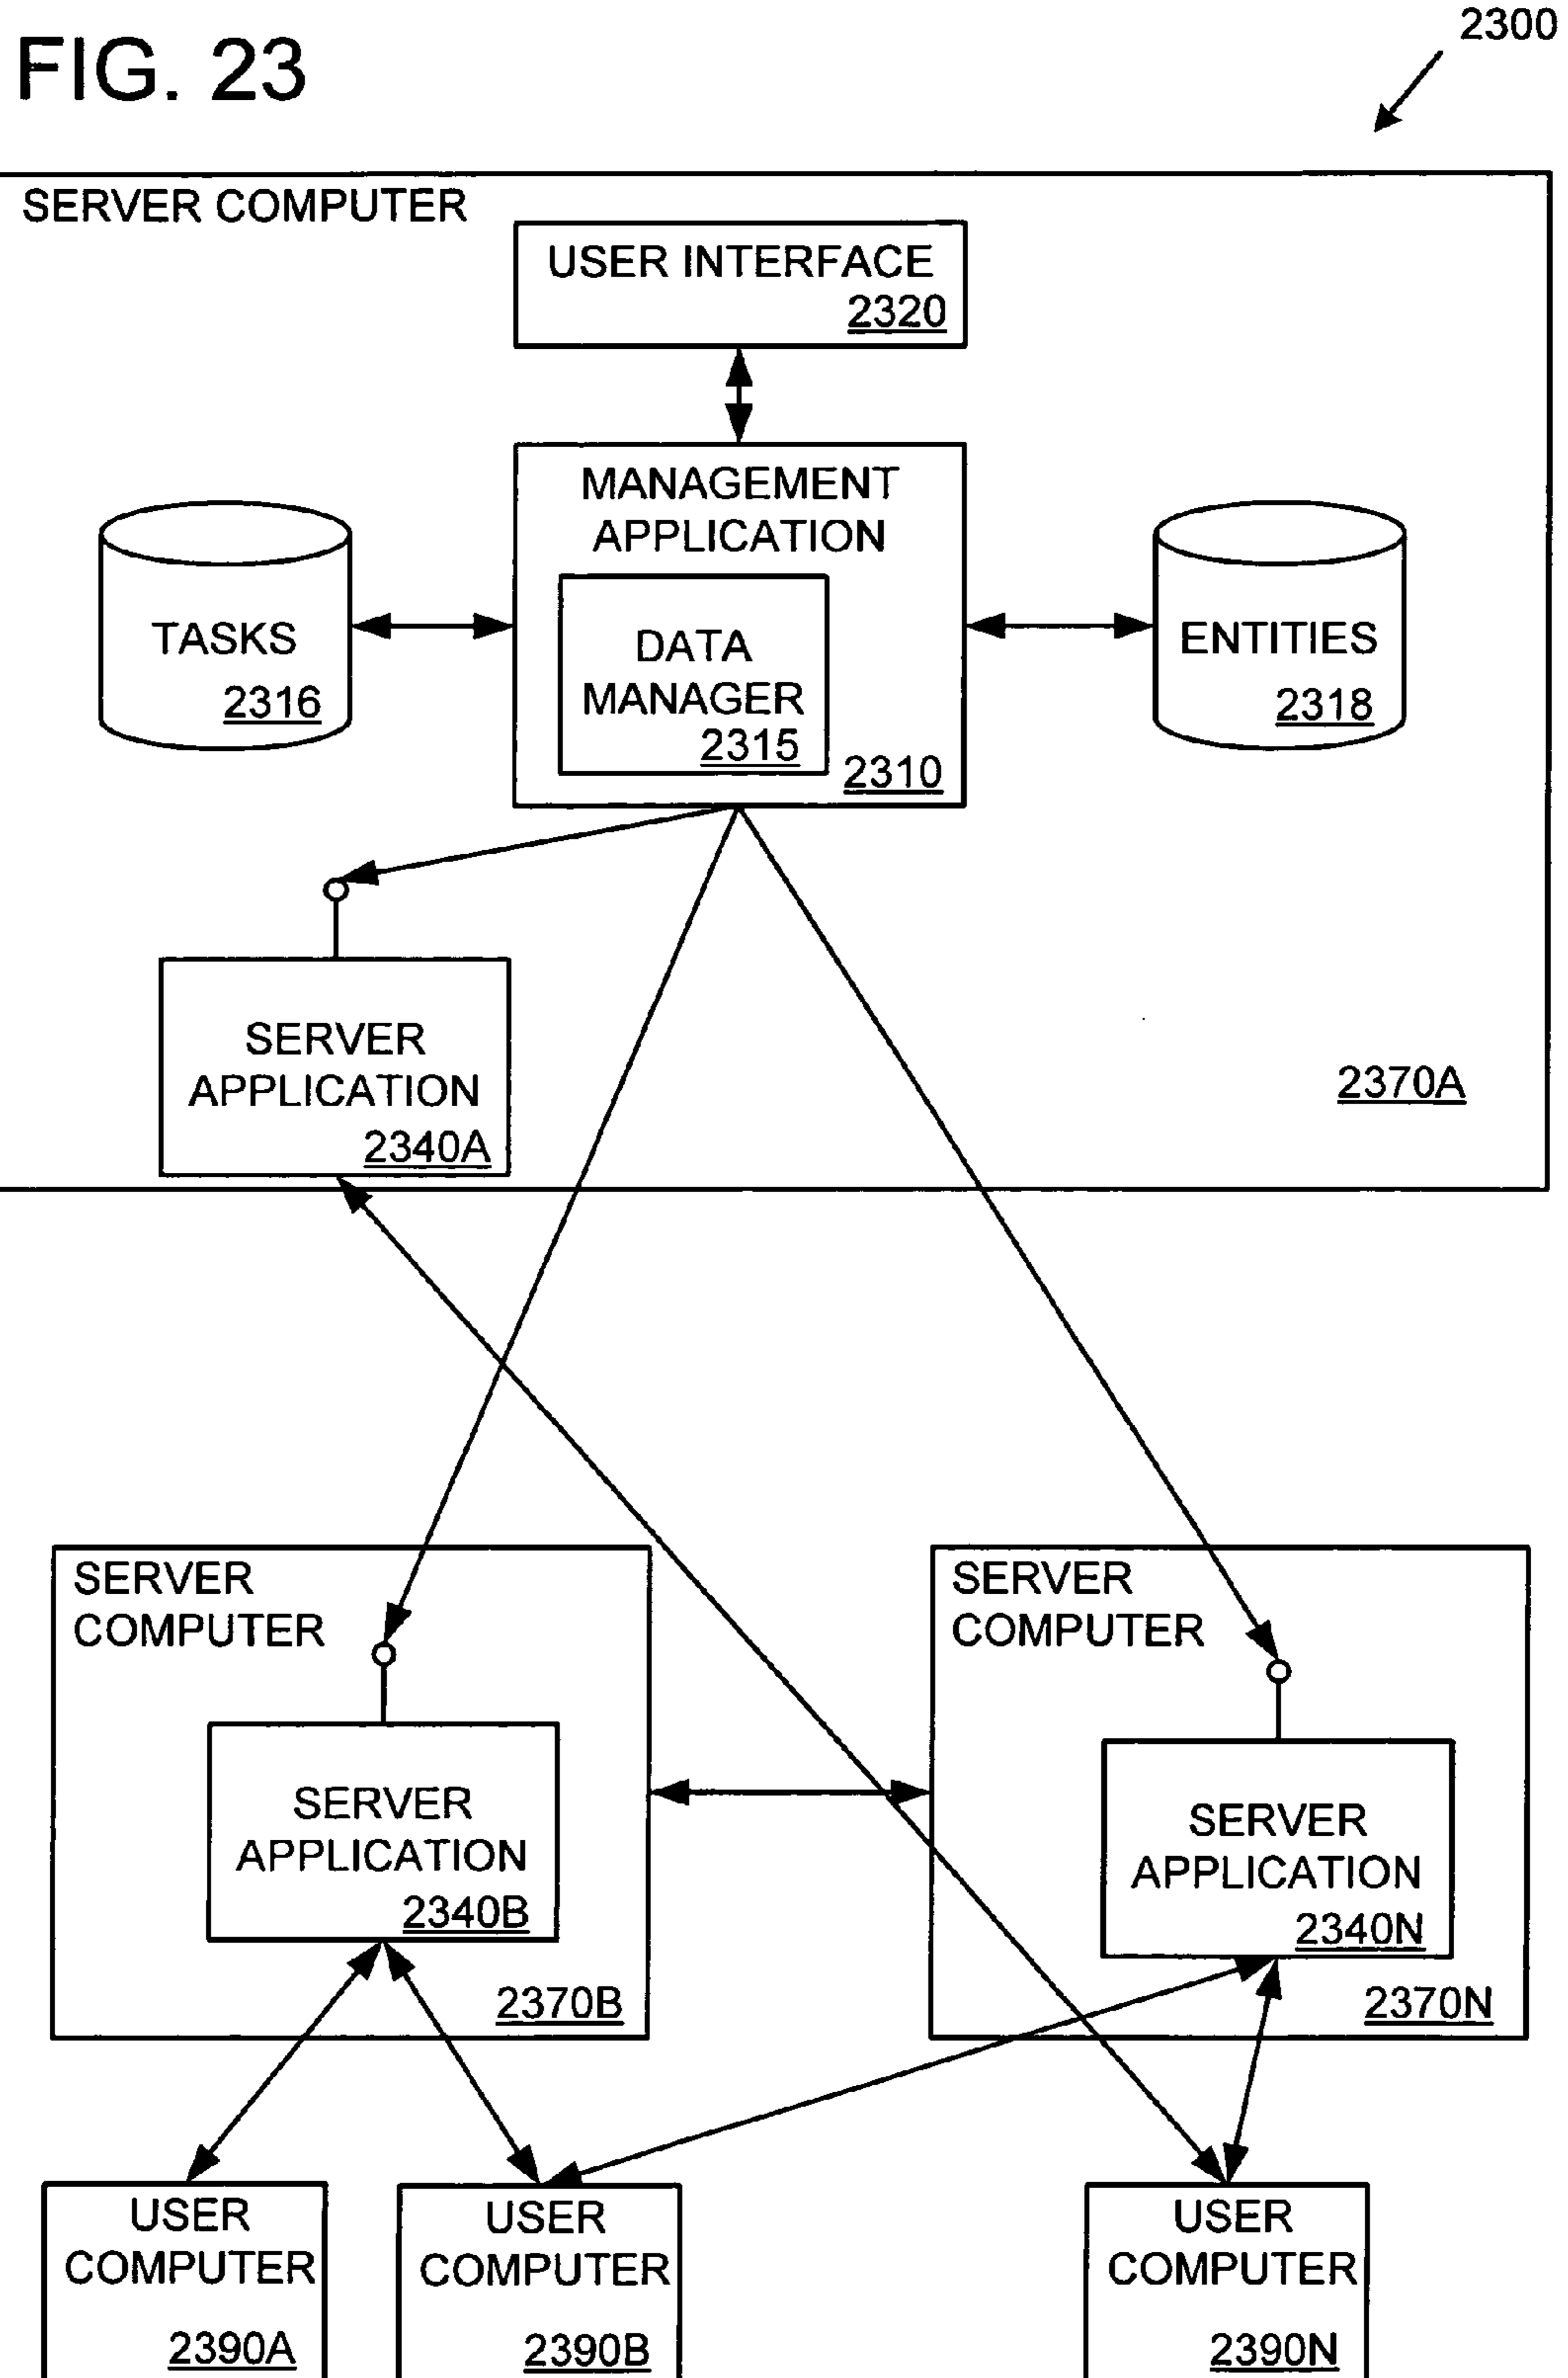 FIG. 23
2300
SERVER COMPUTER
USER INTERFACE
2320
MANAGEMENT
APPLICATION
TASKS
2316
DATA
MANAGER
2315
2310
ENTITIES
2318
SERVER
APPLICATION
2340A
2370A
SERVER
COMPUTER
SERVER
APPLICATION
2340B
2370B
SERVER
COMPUTER
SERVER
APPLICATION
2340N
2370N
USER
COMPUTER
2390A
USER
COMPUTER
2390B
USER
COMPUTER
2390N